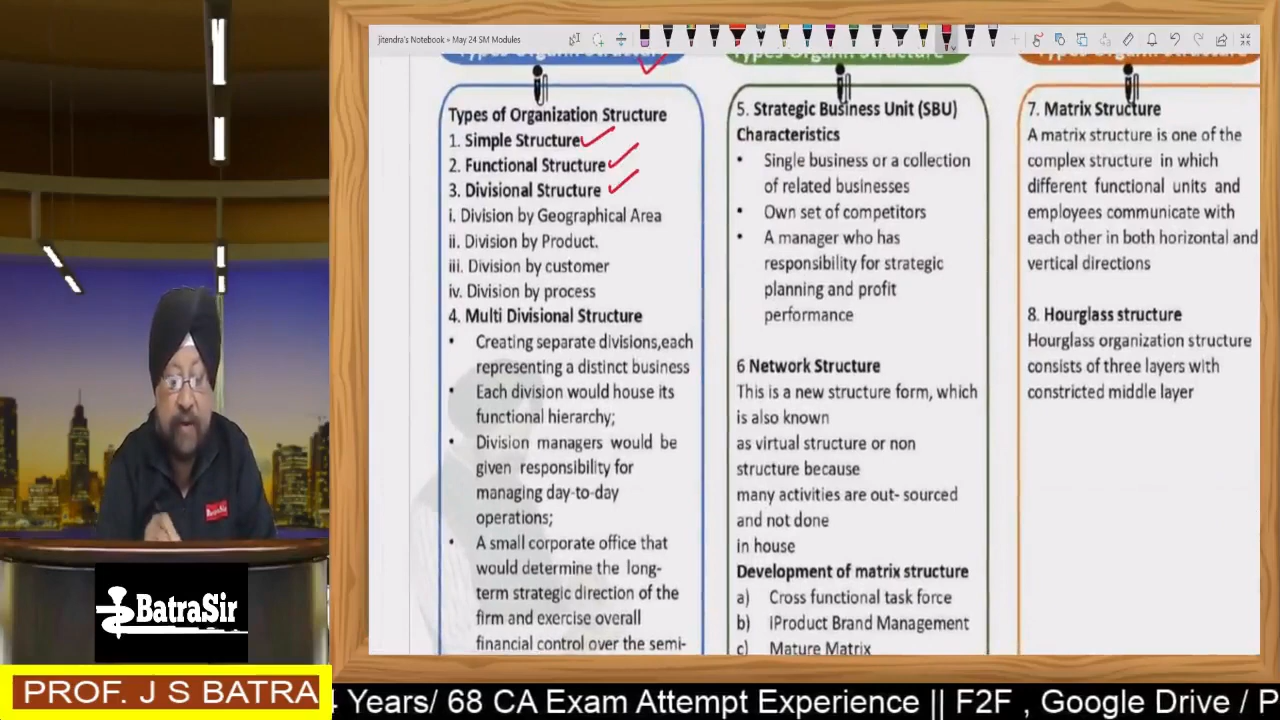 jitendra's Notebook » May 24 SM Modules
Types Organn Structure
Types of Organization Structure
1. Simple Structure
2. Functional Structure
3. Divisional Structure
i. Division by Geographical Area
ii. Division by Product.
iii. Division by customer
iv. Division by process
4. Multi Divisional Structure
• Creating separate divisions,each
representing a distinct business
• Each division would house its
functional hierarchy;
• Division managers would be
given responsibility for
managing day-to-day
operations;
• A small corporate office that
would determine the long-
term strategic direction of the
firm and exercise overall
financial control over the semi-
Types Organn Structure
5. Strategic Business Unit (SBU)
Characteristics
• Single business or a collection
of related businesses
• Own set of competitors
• A manager who has
responsibility for strategic
planning and profit
performance
6 Network Structure
This is a new structure form, which
is also known
as virtual structure or non
structure because
many activities are out- sourced
and not done
in house
Development of matrix structure
a) Cross functional task force
b) iProduct Brand Management
c) Mature Matrix
Types Organn Structure
7. Matrix Structure
A matrix structure is one of the
complex structure in which
different functional units and
employees communicate with
each other in both horizontal and
vertical directions
8. Hourglass structure
Hourglass organization structure
consists of three layers with
constricted middle layer
BatraSir
PROF. J S BATRA
4 Years/ 68 CA Exam Attempt Experience || F2F , Google Drive / P